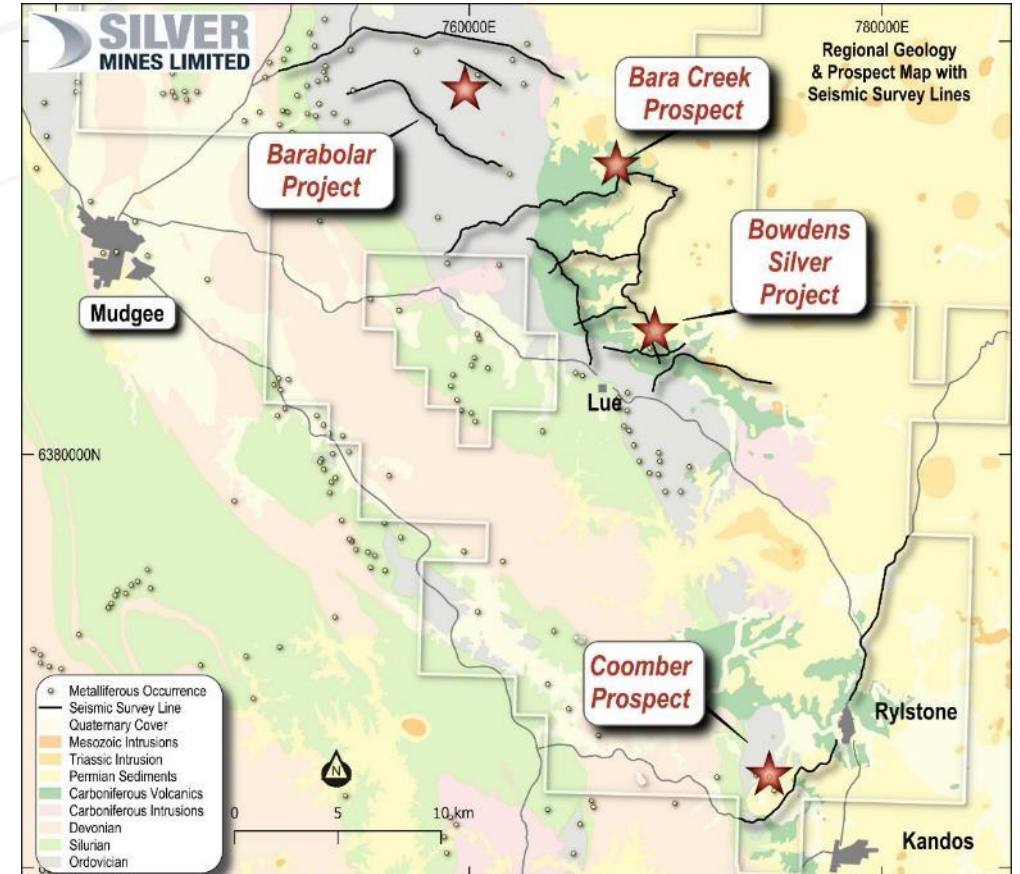 SILVER
MINES LIMITED
760000E
780000E
Regional Geology
& Prospect Map with
Seismic Survey Lines
Bara Creek
Prospect
Barabolar
Project
Bowdens
Silver
Project
Mudgee
Lue
6380000N
Coomber
Prospect
Rylstone
Kandos
Metalliferous Occurrence
Seismic Survey Line
Quaternary Cover
Mesozoic Intrusions
Triassic Intrusion
Permian Sediments
Carboniferous Volcanics
Carboniferous Intrusions
Devonian
Silurian
Ordovician
N
0 5 10 km